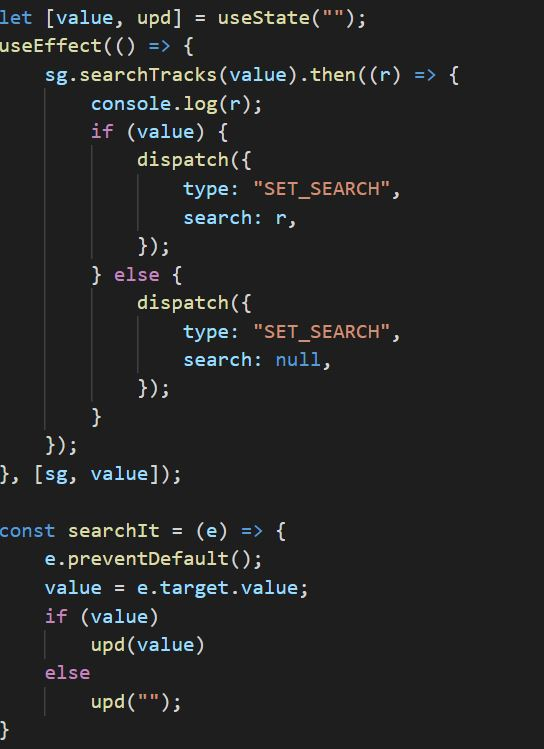 let [value, upd] = useState("");
useEffect(() => {
    sg.searchTracks(value).then((r) => {
        console.log(r);
        if (value) {
            dispatch({
                type: "SET_SEARCH",
                search: r,
            });
        } else {
            dispatch({
                type: "SET_SEARCH",
                search: null,
            });
        }
    });
}, [sg, value]);

const searchIt = (e) => {
    e.preventDefault();
    value = e.target.value;
    if (value)
        upd(value)
    else
        upd("");
}